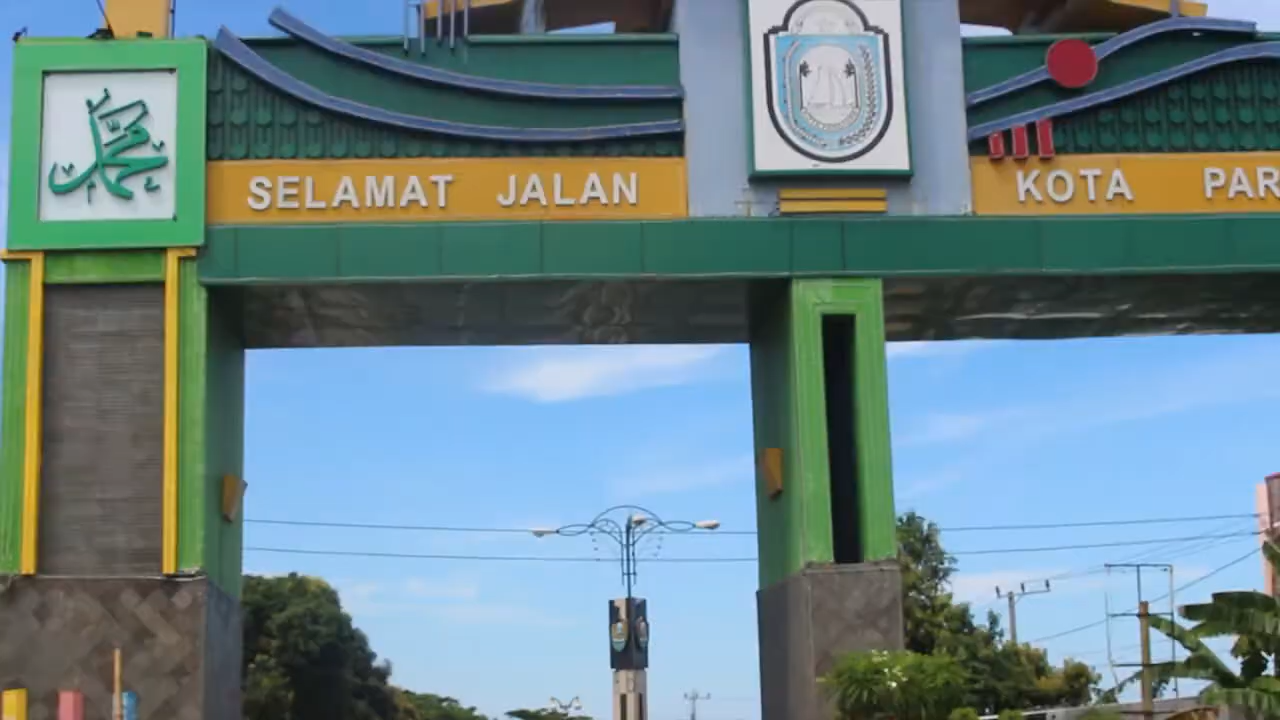 محمد
SELAMAT JALAN
KOTA PAR